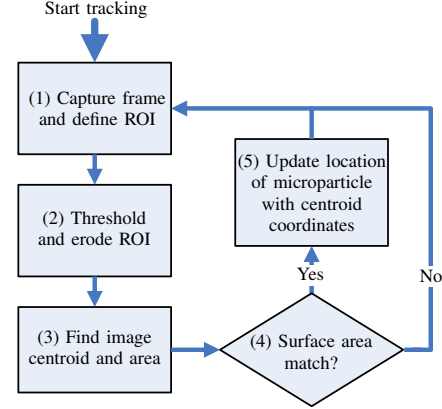 Start tracking
(1) Capture frame
and define ROI
(2) Threshold
and erode ROI
(3) Find image
centroid and area
(4) Surface area
match?
Yes
No
(5) Update location
of microparticle
with centroid
coordinates